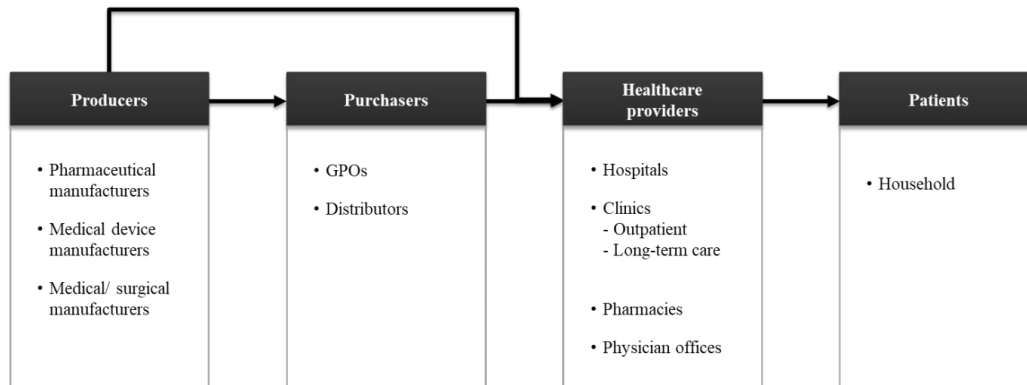 Producers
• Pharmaceutical
manufacturers
• Medical device
manufacturers
• Medical/ surgical
manufacturers
Purchasers
• GPOs
• Distributors
Healthcare
providers
• Hospitals
• Clinics
- Outpatient
- Long-term care
• Pharmacies
• Physician offices
Patients
• Household